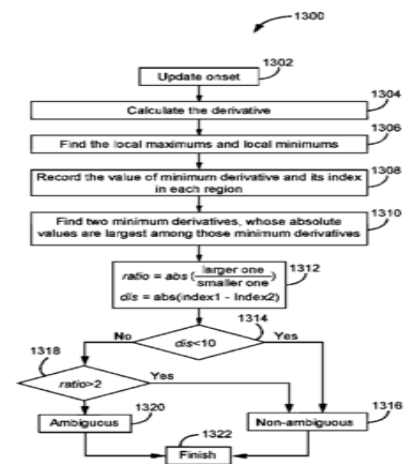 1300
1302
Update onset
1304
Calculate the derivative
1306
Find the local maximums and local minimums
1308
Record the value of minimum derivative and its index
in each region
1310
Find two minimum derivatives, whose absolute
values are largest among those minimum derivatives
1312
ratio = abs(larger one
smaller one)
dis = abs(index1 - Index2)
1314
No
dis<10
Yes
1318
ratio>2
Yes
1320
Ambiguous
1316
Non-ambiguous
1322
Finish